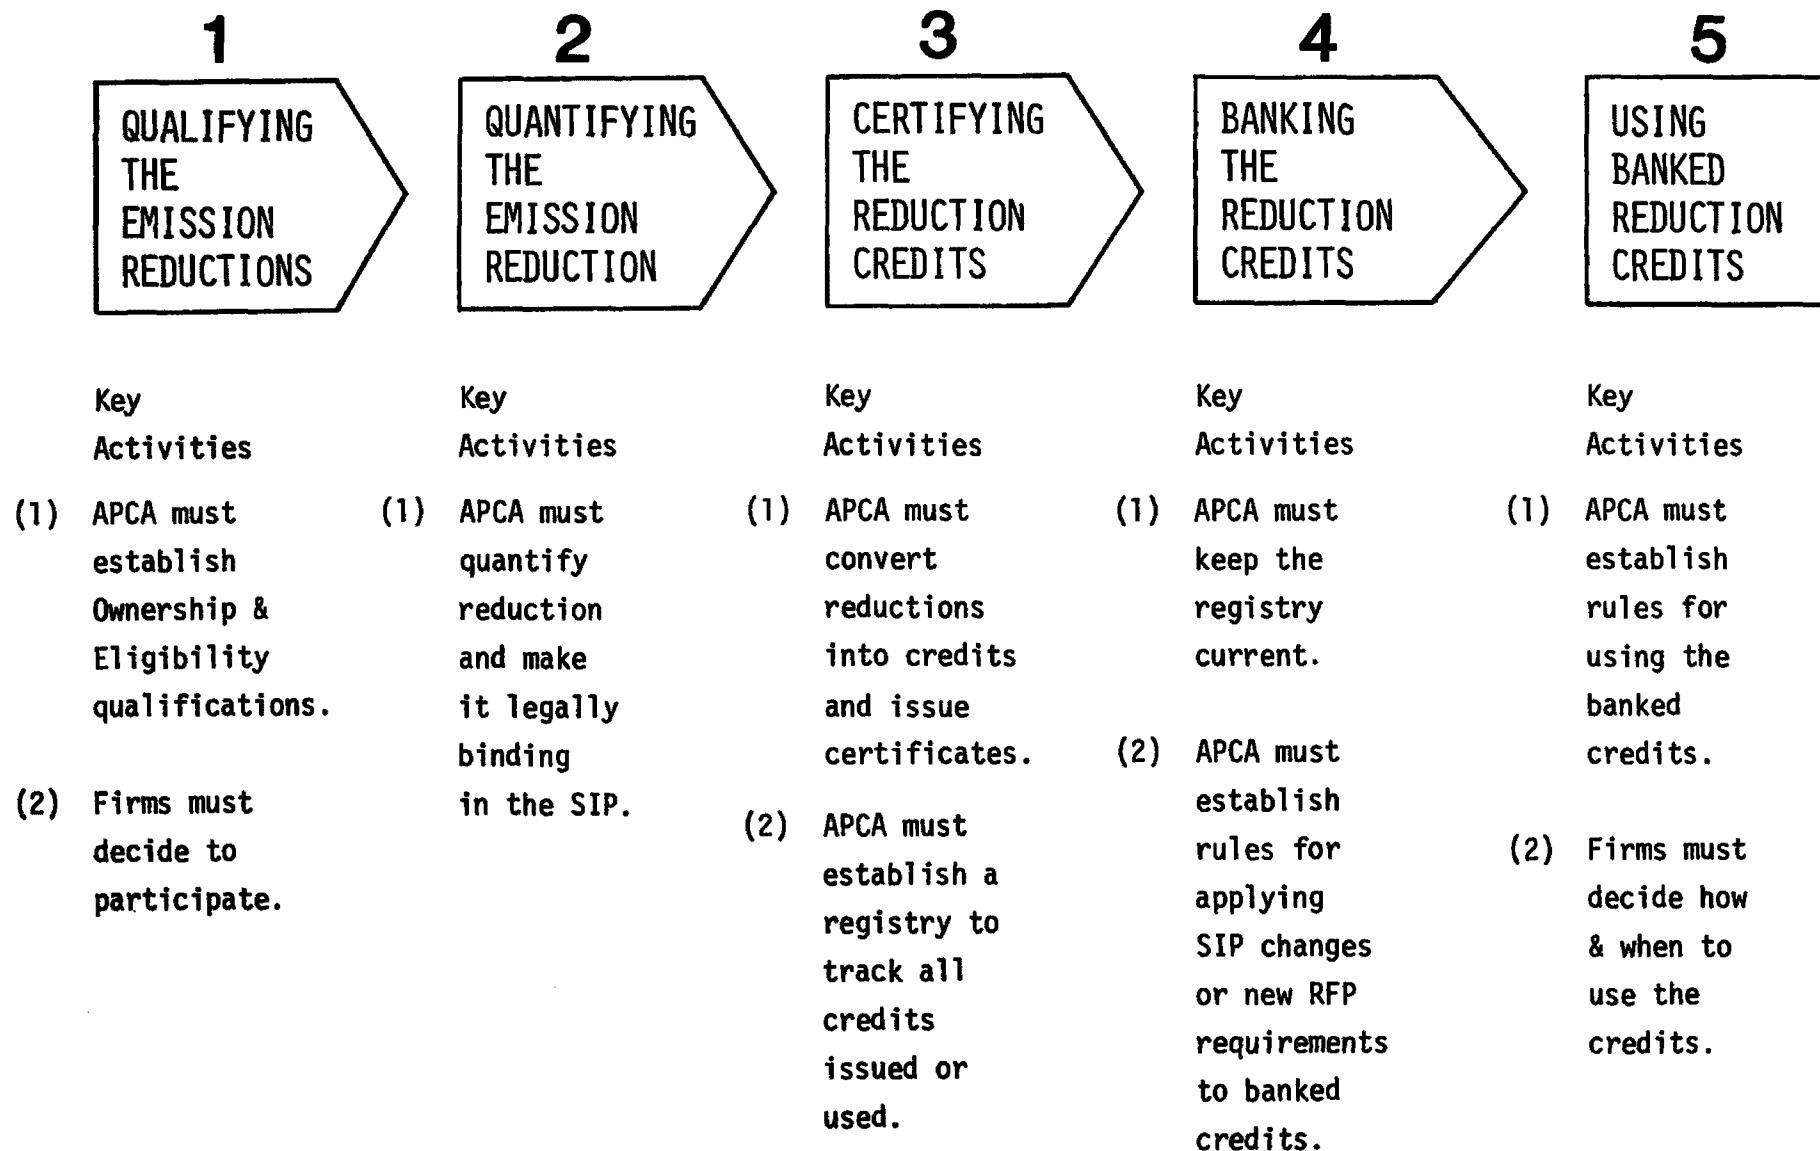 1
QUALIFYING
THE
EMISSION
REDUCTIONS
Key
Activities
(1) APCA must
establish
Ownership &
Eligibility
qualifications.
(2) Firms must
decide to
participate.
2
QUANTIFYING
THE
EMISSION
REDUCTION
Key
Activities
(1) APCA must
quantify
reduction
and make
it legally
binding
in the SIP.
3
CERTIFYING
THE
REDUCTION
CREDITS
Key
Activities
(1) APCA must
convert
reductions
into credits
and issue
certificates.
(2) APCA must
establish a
registry to
track all
credits
issued or
used.
4
BANKING
THE
REDUCTION
CREDITS
Key
Activities
(1) APCA must
keep the
registry
current.
(2) APCA must
establish
rules for
applying
SIP changes
or new RFP
requirements
to banked
credits.
5
USING
BANKED
REDUCTION
CREDITS
Key
Activities
(1) APCA must
establish
rules for
using the
banked
credits.
(2) Firms must
decide how
& when to
use the
credits.